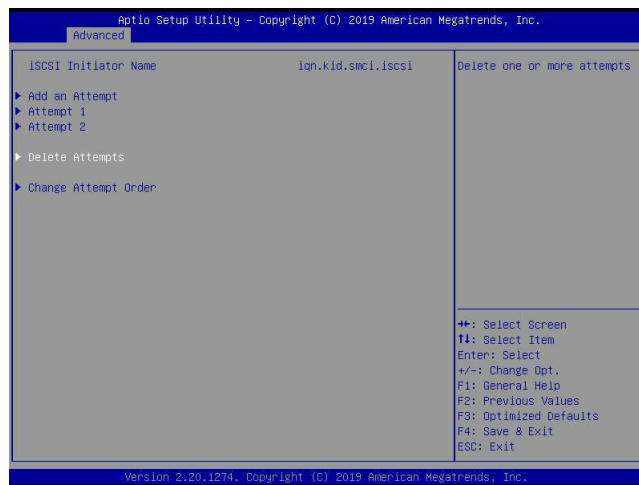 Aptio Setup Utility – Copyright (C) 2019 American Megatrends, Inc.
Advanced
iSCSI Initiator Name iqn.kid.smci.iscsi
Add an Attempt
Attempt 1
Attempt 2
Delete Attempts
Change Attempt Order
Delete one or more attempts
→←: Select Screen
↑↓: Select Item
Enter: Select
+/-: Change Opt.
F1: General Help
F2: Previous Values
F3: Optimized Defaults
F4: Save & Exit
ESC: Exit
Version 2.20.1274. Copyright (C) 2019 American Megatrends, Inc.